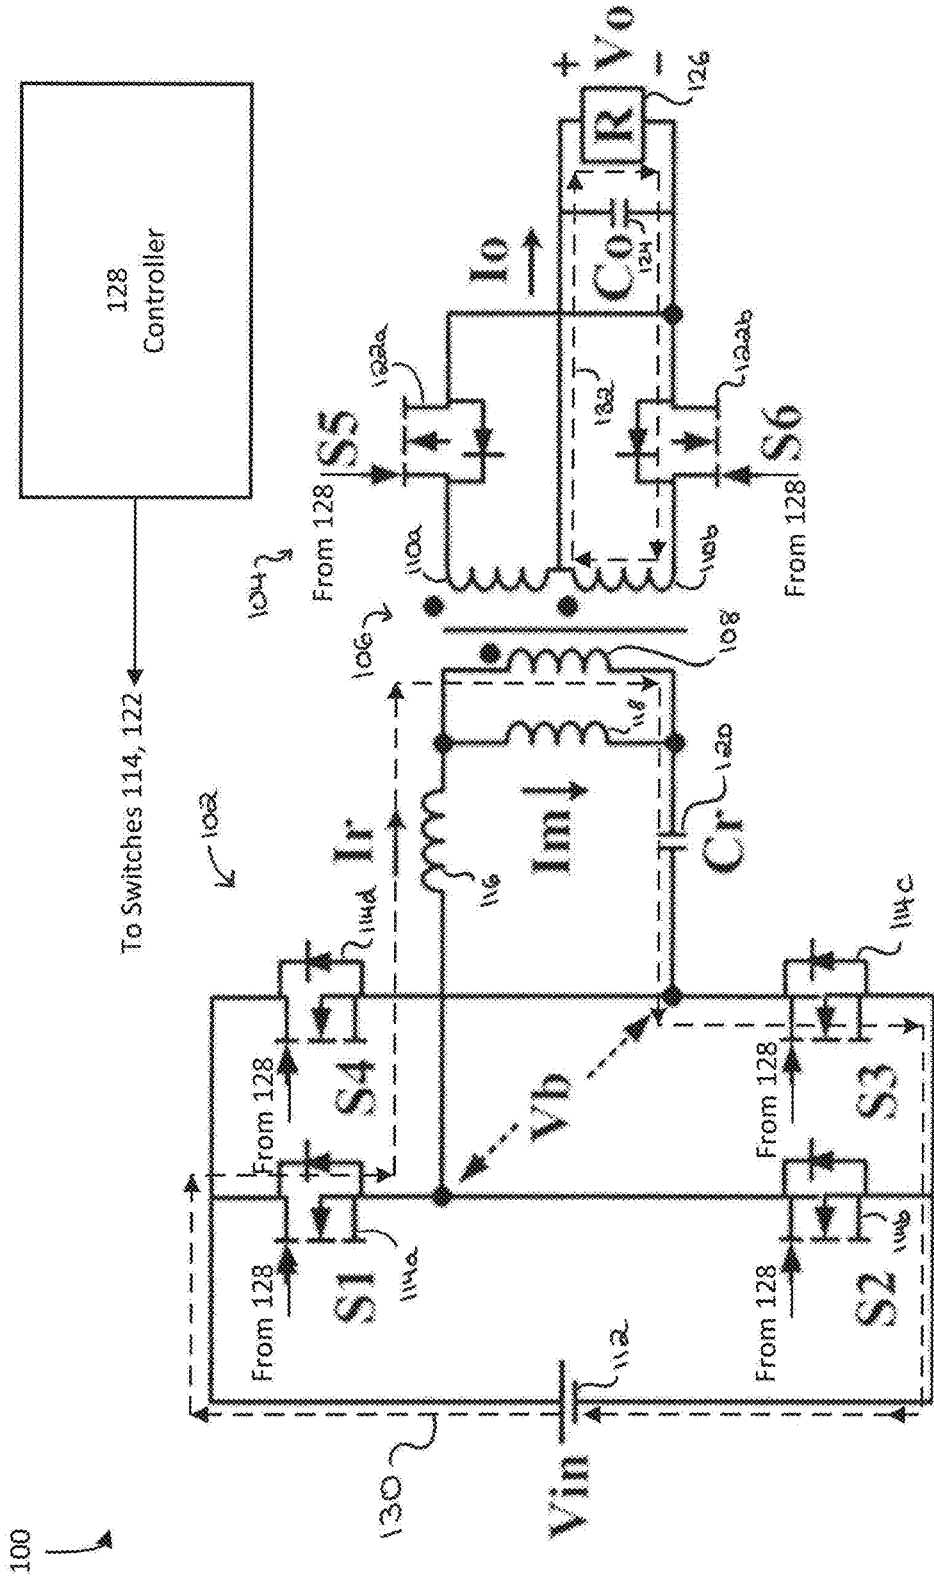 100
128
Controller
To Switches 114, 122
102
104
106
From 128
S5
122a
Io
110a
Vo
+
-
R
126
Co
124
132
110b
122b
S6
From 128
108
118
Im
Ir
116
Cr
120
114d
S4
From 128
S1
From 128
114a
Vb
114c
S3
From 128
S2
From 128
114b
Vin
112
130